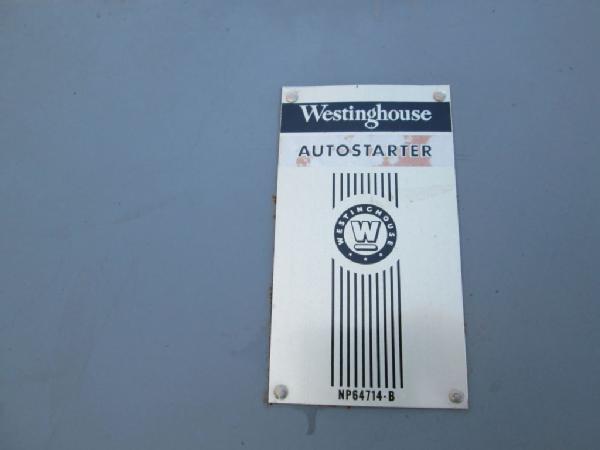 Westinghouse
AUTOSTARTER
WESTINGHOUSE
W
NP64714-B